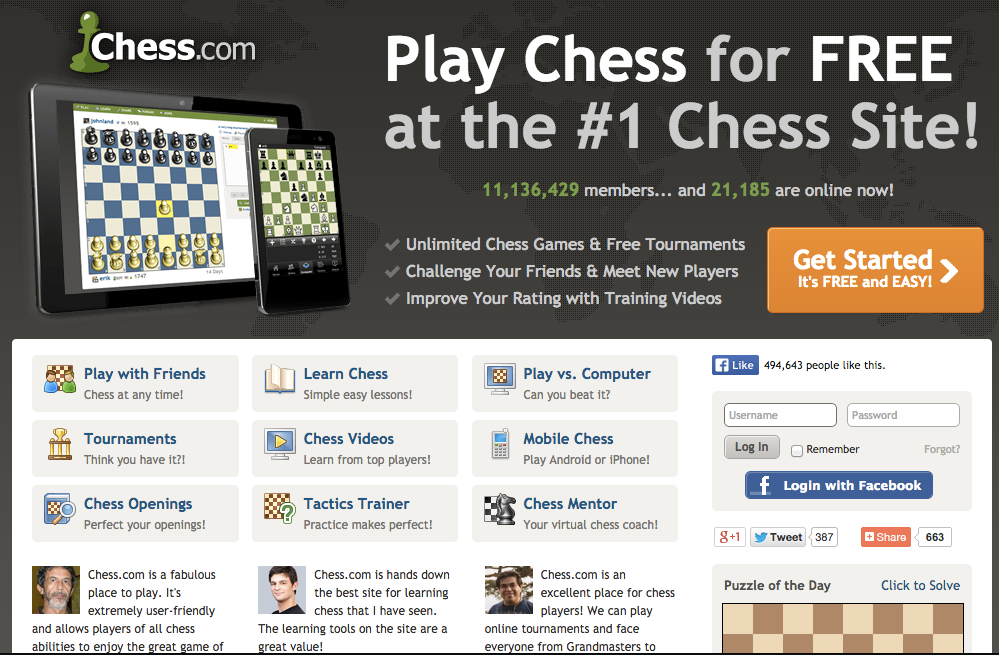 Chess.com
Play Chess for FREE
at the #1 Chess Site!
11,136,429 members... and 21,185 are online now!
Unlimited Chess Games & Free Tournaments
Challenge Your Friends & Meet New Players
Improve Your Rating with Training Videos
Get Started
It's FREE and EASY!
johnland
1595
erik
1747
14 Days
Play with Friends
Chess at any time!
Learn Chess
Simple easy lessons!
Play vs. Computer
Can you beat it?
Tournaments
Think you have it?!
Chess Videos
Learn from top players!
Mobile Chess
Play Android or iPhone!
Chess Openings
Perfect your openings!
Tactics Trainer
Practice makes perfect!
Chess Mentor
Your virtual chess coach!
Like
494,643 people like this.
Username
Password
Log In
Remember
Forgot?
f Login with Facebook
g+1
Tweet
387
Share
663
Chess.com is a fabulous
place to play. It's
extremely user-friendly
and allows players of all chess
abilities to enjoy the great game of
Chess.com is hands down
the best site for learning
chess that I have seen.
The learning tools on the site are a
great value!
Chess.com is an
excellent place for chess
players! We can play
online tournaments and face
everyone from Grandmasters to
Puzzle of the Day
Click to Solve